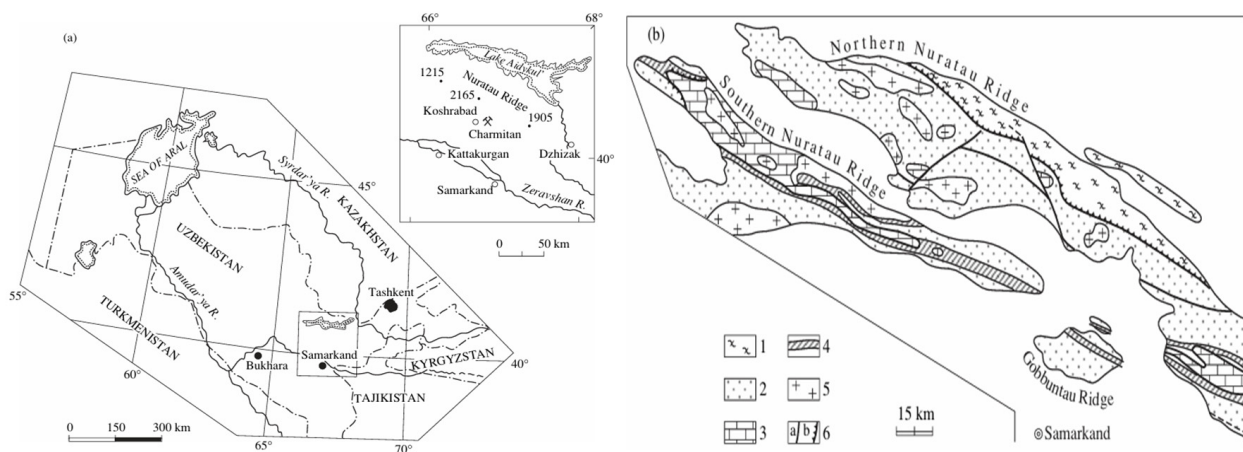 (a)
SEA OF ARAL
Syrdar'ya R.
45°
KAZAKHSTAN
UZBEKISTAN
Amudar'ya R.
55°
TURKMENISTAN
Tashkent
Bukhara
Samarkand
KYRGYZSTAN
40°
TAJIKISTAN
60°
65°
70°
0 150 300 km
66°
68°
Lake Aidykul'
1215
Nuratau Ridge
2165
Koshrabad
1905
Charmitan
Kattakurgan
Dzhizak
40°
Samarkand
Zeravshan R.
0 50 km
(b)
Northern Nuratau Ridge
Southern Nuratau Ridge
1
4
2
5
3
a b 6
15 km
Gobbuntau Ridge
Samarkand